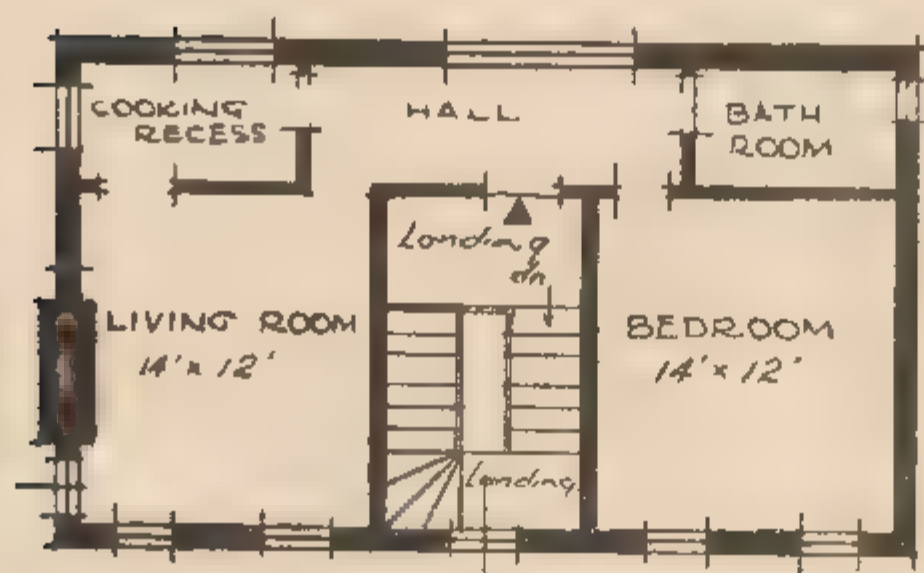 COOKING
RECESS
HALL
BATH
ROOM
Landing
dn
LIVING ROOM
14' x 12'
BEDROOM
14' x 12'
Landing